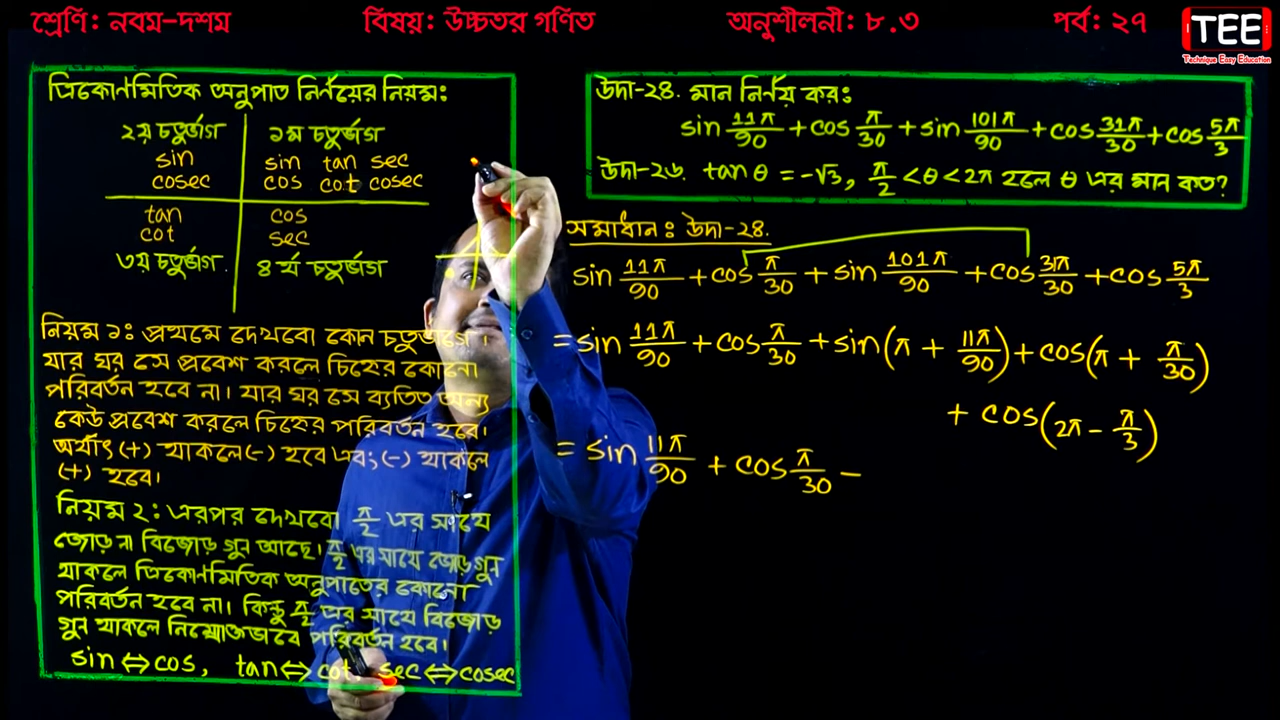 শ্রেণি: নবম-দশম বিষয়: উচ্চতর গণিত অনুশীলনী: ৮.৩ পর্ব: ২৭
TEE
Technique Easy Education
ত্রিকোণমিতিক অনুপাত নির্ণয়ের নিয়ম:
২য় চতুর্ভাগ ১ম চতুর্ভাগ
sin sin tan sec
cosec cos cot cosec
tan cos
cot sec
৩য় চতুর্ভাগ. ৪র্থ চতুর্ভাগ
নিয়ম ১: প্রথমে দেখবো কোন চতুর্ভাগে।
যার ঘর সে প্রবেশ করলে চিহ্নের কোনো
পরিবর্তন হবে না। যার ঘর সে ব্যতিত অন্য
কেউ প্রবেশ করলে চিহ্নের পরিবর্তন হবে।
অর্থাৎ (+) থাকলে (-) হবে এবং (-) থাকলে
(+) হবে।
নিয়ম ২: এরপর দেখবো π/2 এর সাথে
জোড় না বিজোড় গুন আছে। π/2 এর সাথে জোড় গুন
থাকলে ত্রিকোণমিতিক অনুপাতের কোনো
পরিবর্তন হবে না। কিন্তু π/2 এর সাথে বিজোড়
গুন থাকলে নিম্মোক্তভাবে পরিবর্তন হবে।
sin ⇔ cos, tan ⇔ cot, sec ⇔ cosec
উদা-২৪. মান নির্ণয় কর:
sin 11π/90 + cos π/30 + sin 101π/90 + cos 31π/30 + cos 5π/3
উদা-২৬. tan θ = -√3, π/2 < θ < 2π হলে θ এর মান কত?
সমাধান: উদা-২৪.
sin 11π/90 + cos π/30 + sin 101π/90 + cos 31π/30 + cos 5π/3
= sin 11π/90 + cos π/30 + sin(π + 11π/90) + cos(π + π/30)
+ cos(2π - π/3)
= sin 11π/90 + cos π/30 -